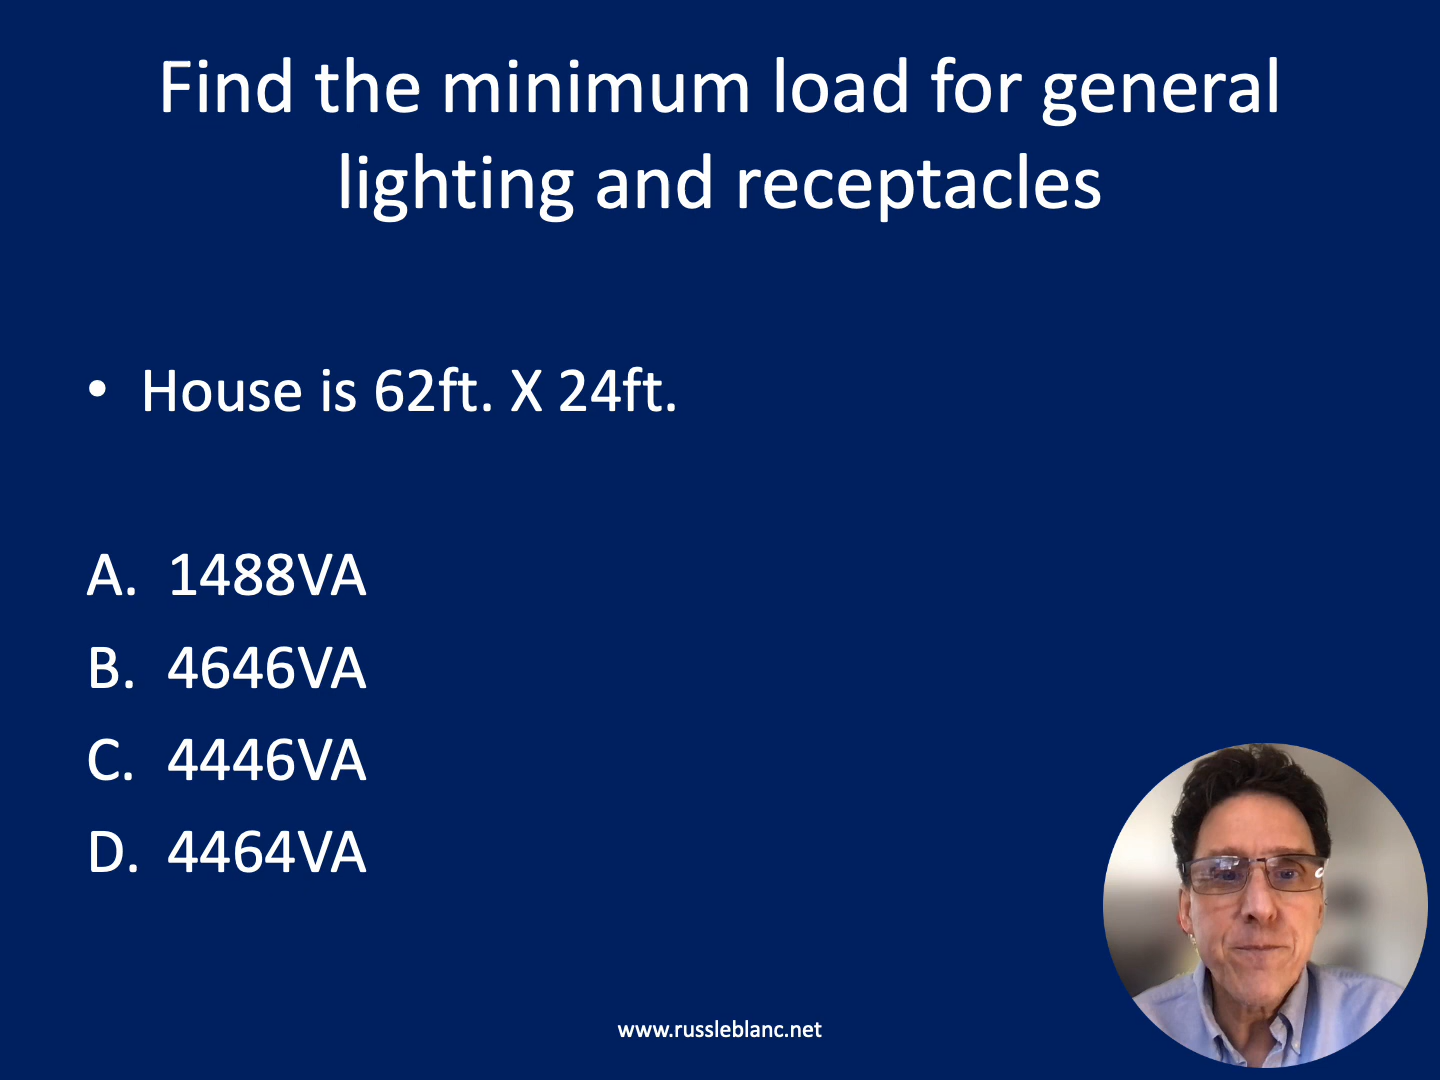 Find the minimum load for general
lighting and receptacles
• House is 62ft. X 24ft.
A. 1488VA
B. 4646VA
C. 4446VA
D. 4464VA
www.russleblanc.net